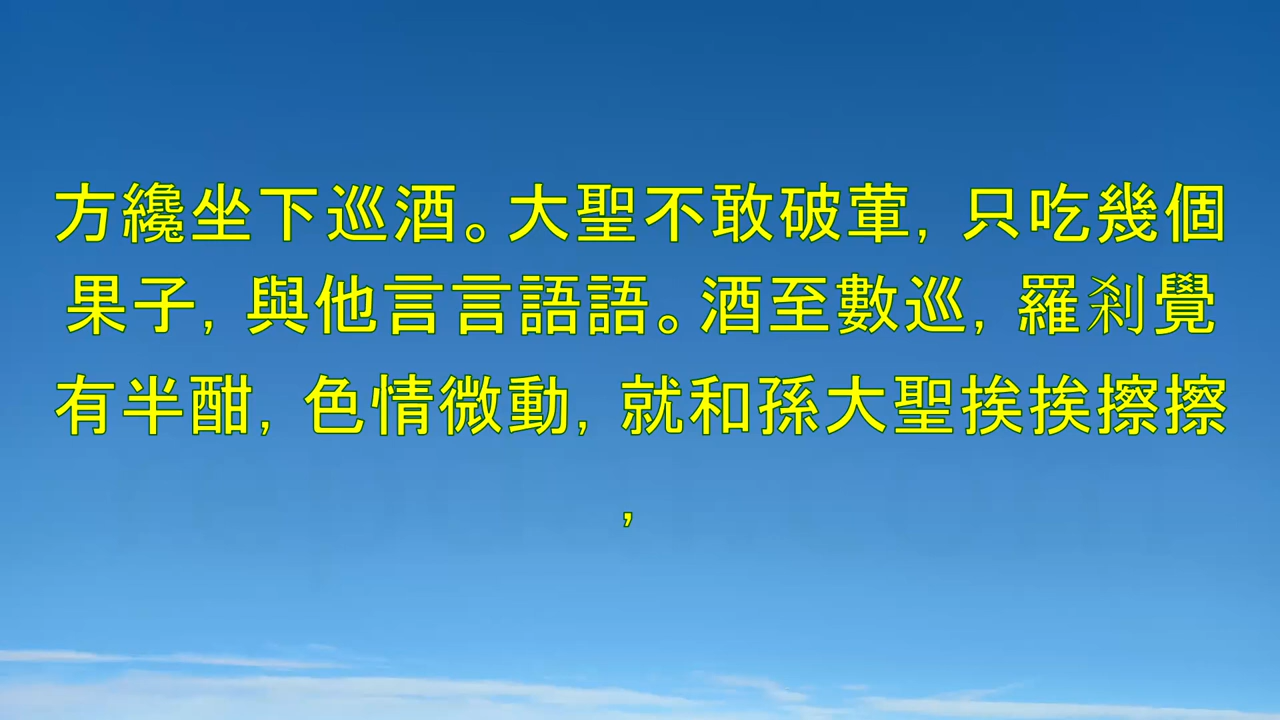 方纔坐下巡酒。大聖不敢破葷，只吃幾個
果子，與他言言語語。酒至數巡，羅剎覺
有半酣，色情微動，就和孫大聖挨挨擦擦
，